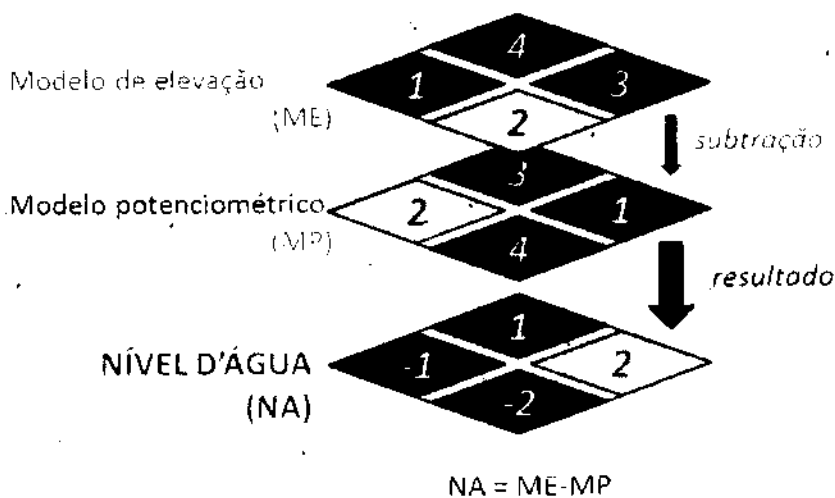 4
Modelo de elevação
1
3
(ME)
2
subtração
3
Modelo potenciométrico
2
1
(MP)
4
resultado
1
NÍVEL D'ÁGUA
-1
2
(NA)
-2
NA = ME-MP